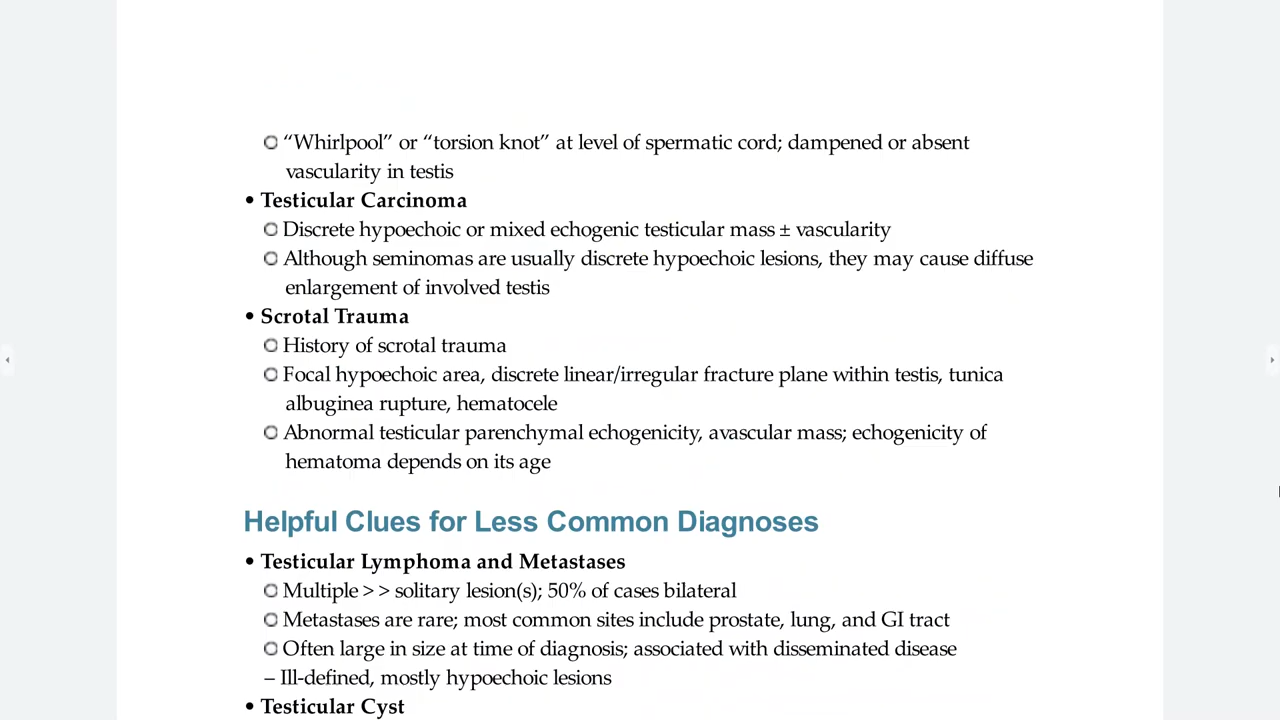 “Whirlpool” or “torsion knot” at level of spermatic cord; dampened or absent
vascularity in testis
• Testicular Carcinoma
Discrete hypoechoic or mixed echogenic testicular mass ± vascularity
Although seminomas are usually discrete hypoechoic lesions, they may cause diffuse
enlargement of involved testis
• Scrotal Trauma
History of scrotal trauma
Focal hypoechoic area, discrete linear/irregular fracture plane within testis, tunica
albuginea rupture, hematocele
Abnormal testicular parenchymal echogenicity, avascular mass; echogenicity of
hematoma depends on its age
Helpful Clues for Less Common Diagnoses
• Testicular Lymphoma and Metastases
Multiple > > solitary lesion(s); 50% of cases bilateral
Metastases are rare; most common sites include prostate, lung, and GI tract
Often large in size at time of diagnosis; associated with disseminated disease
– Ill-defined, mostly hypoechoic lesions
• Testicular Cyst